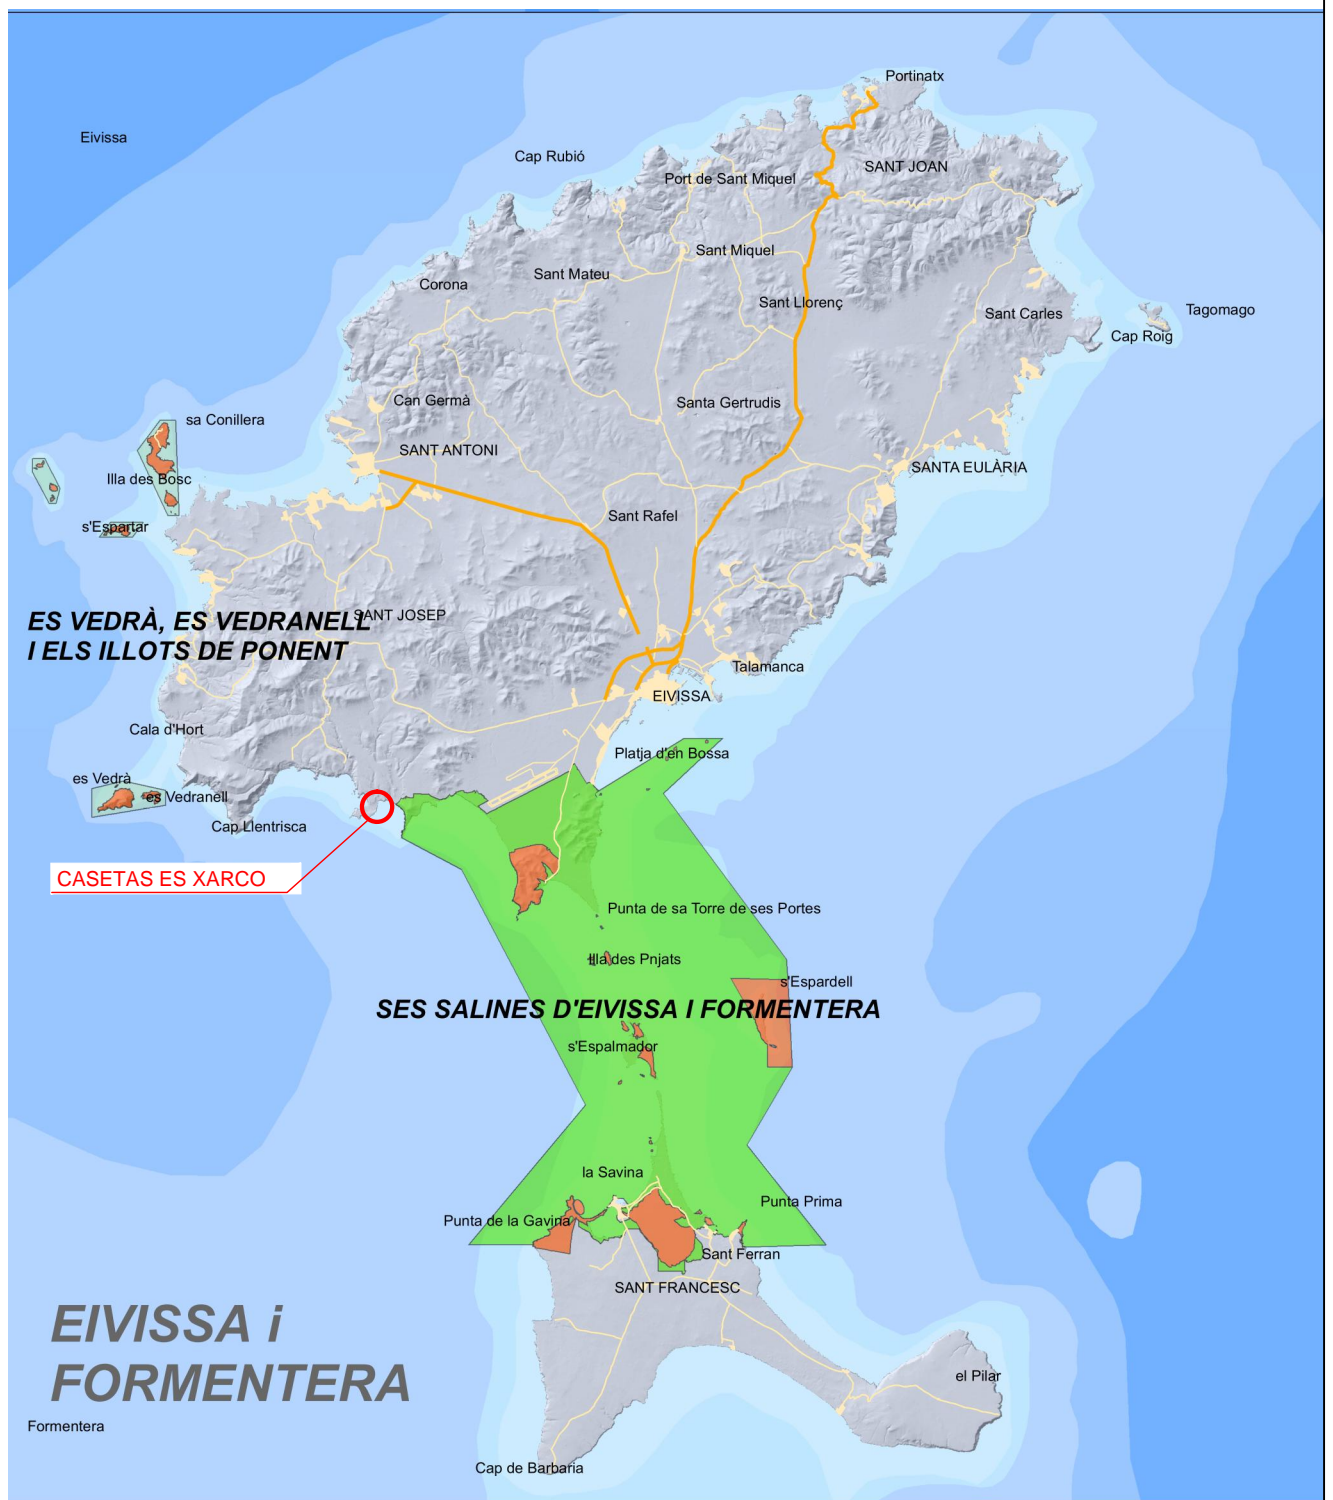 Portinatx
Eivissa
Cap Rubió
SANT JOAN
Port de Sant Miquel
Sant Miquel
Sant Mateu
Corona
Sant Llorenç
Sant Carles
Tagomago
Cap Roig
Can Germà
Santa Gertrudis
sa Conillera
SANT ANTONI
SANTA EULÀRIA
Illa des Bosc
s'Espartar
Sant Rafel
ES VEDRÀ, ES VEDRANELL
I ELS ILLOTS DE PONENT
SANT JOSEP
Talamanca
EIVISSA
Cala d'Hort
Platja d'en Bossa
es Vedrà
es Vedranell
Cap Llentrisca
CASETAS ES XARCO
Punta de sa Torre de ses Portes
Illa des Pnjats
s'Espardell
SES SALINES D'EIVISSA I FORMENTERA
s'Espalmador
la Savina
Punta Prima
Punta de la Gavina
Sant Ferran
SANT FRANCESC
EIVISSA i
FORMENTERA
el Pilar
Formentera
Cap de Barbaria